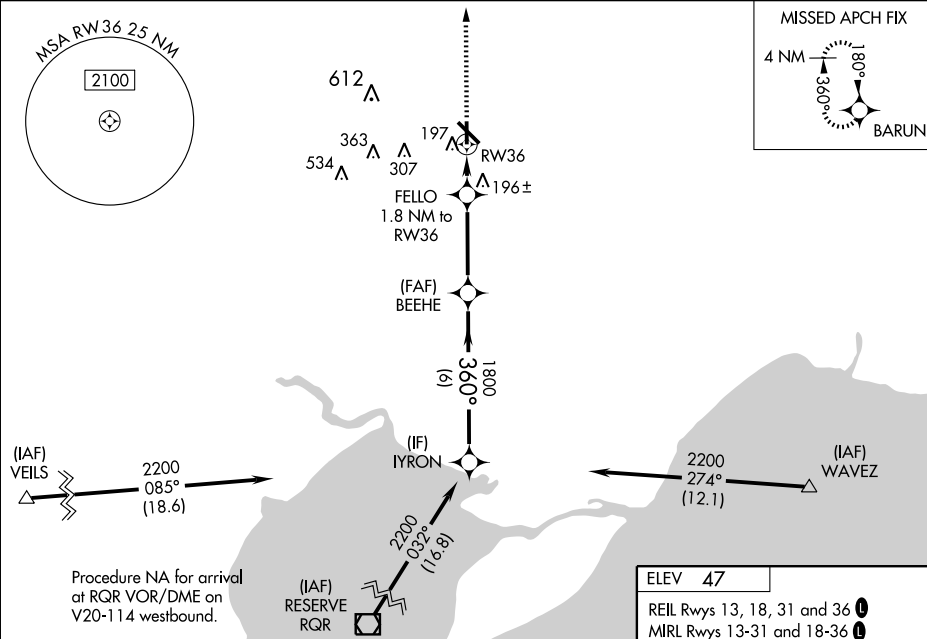 MSA RW36 25 NM
2100
MISSED APCH FIX
4 NM
180°
360°
BARUN
612
363
534
307
197
RW36
196±
FELLO
1.8 NM to
RW36
(FAF)
BEEHE
1800
360°
(6)
(IF)
IYRON
(IAF)
VEILS
2200
085°
(18.6)
2200
274°
(12.1)
(IAF)
WAVEZ
2200
032°
(16.8)
(IAF)
RESERVE
RQR
Procedure NA for arrival
at RQR VOR/DME on
V20-114 westbound.
ELEV 47
REIL Rwys 13, 18, 31 and 36 L
MIRL Rwys 13-31 and 18-36 L